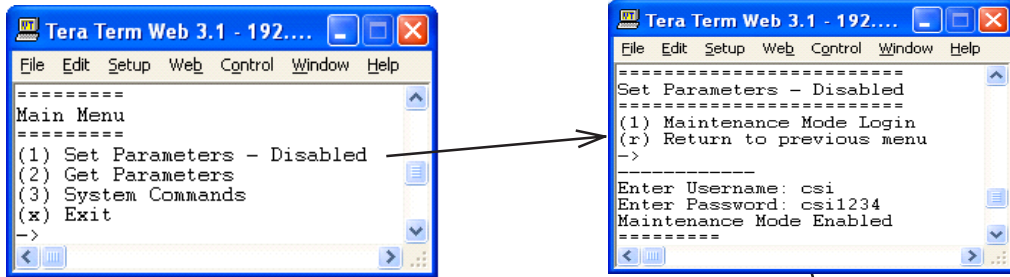 Tera Term Web 3.1 - 192....
File Edit Setup Web Control Window Help
=========
Main Menu
=========
(1) Set Parameters - Disabled
(2) Get Parameters
(3) System Commands
(x) Exit
->
Tera Term Web 3.1 - 192....
File Edit Setup Web Control Window Help
=========================
Set Parameters - Disabled
=========================
(1) Maintenance Mode Login
(r) Return to previous menu
->
------------
Enter Username: csi
Enter Password: csi1234
Maintenance Mode Enabled
=========